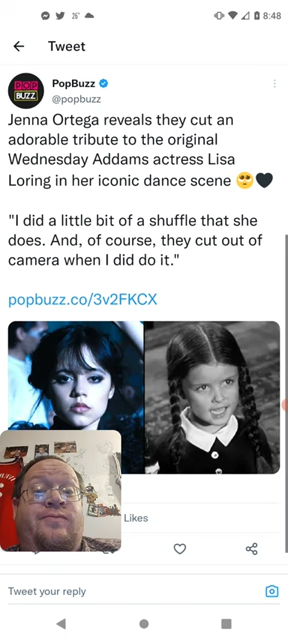 26° 8:48
Tweet
POP
BUZZ
PopBuzz
@popbuzz
Jenna Ortega reveals they cut an
adorable tribute to the original
Wednesday Addams actress Lisa
Loring in her iconic dance scene 🥺🖤
"I did a little bit of a shuffle that she
does. And, of course, they cut out of
camera when I did do it."
popbuzz.co/3v2FKCX
Likes
Tweet your reply